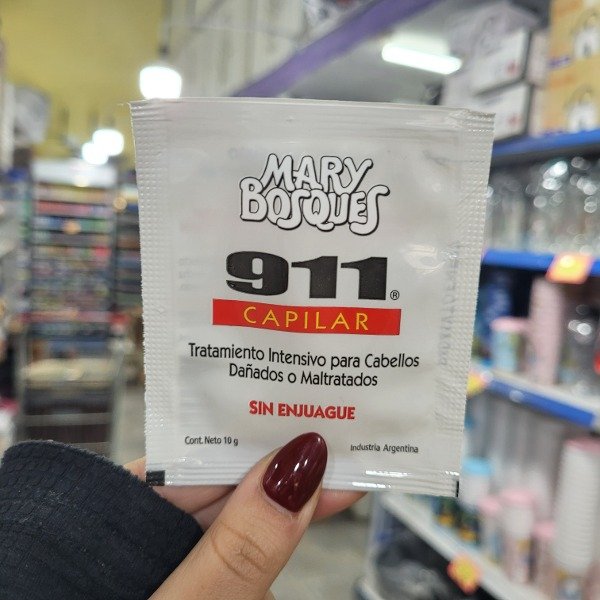 MARY
BOSQUES
911®
CAPILAR
Tratamiento Intensivo para Cabellos
Dañados o Maltratados
SIN ENJUAGUE
Cont. Neto 10 g
Industria Argentina